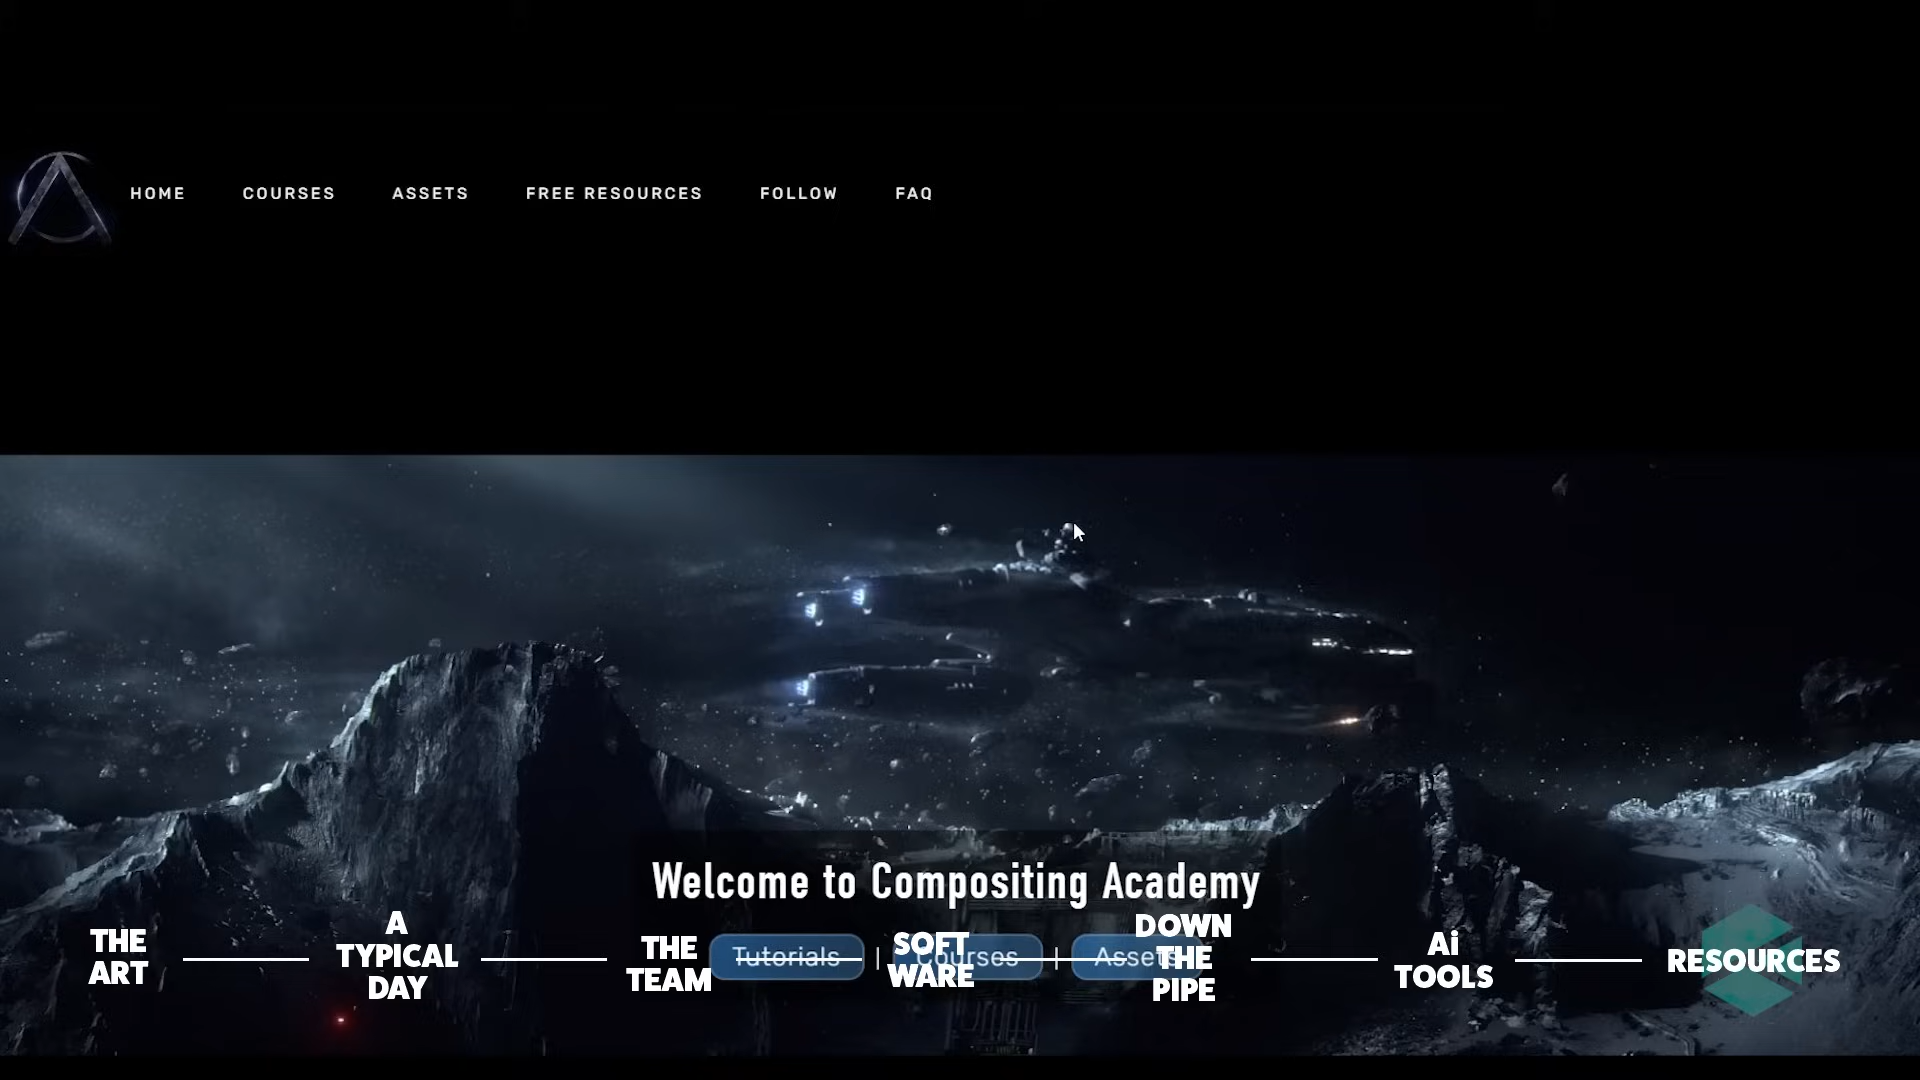 HOME COURSES ASSETS FREE RESOURCES FOLLOW FAQ
Welcome to Compositing Academy
Tutorials | Courses | Assets
THE
ART
A
TYPICAL
DAY
THE
TEAM
SOFT
WARE
DOWN
THE
PIPE
Ai
TOOLS
RESOURCES